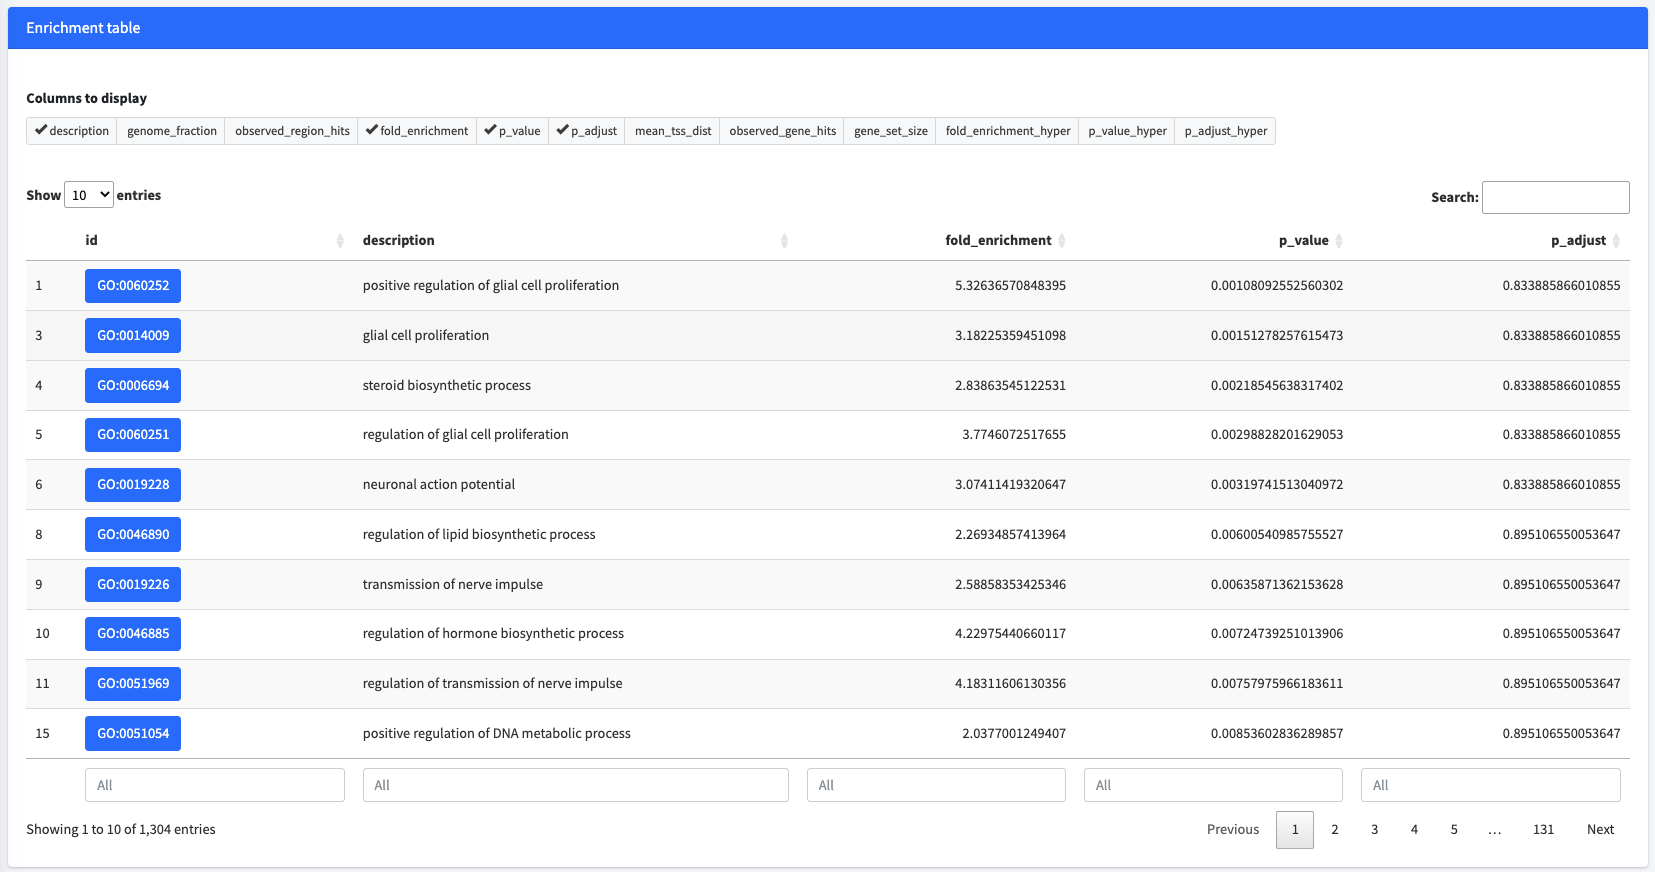 Enrichment table
Columns to display
description genome_fraction observed_region_hits fold_enrichment p_value p_adjust mean_tss_dist observed_gene_hits gene_set_size fold_enrichment_hyper p_value_hyper p_adjust_hyper
Show 10 entries Search:
id description fold_enrichment p_value p_adjust
1 GO:0060252 positive regulation of glial cell proliferation 5.32636570848395 0.00108092552560302 0.833885866010855
3 GO:0014009 glial cell proliferation 3.18225359451098 0.00151278257615473 0.833885866010855
4 GO:0006694 steroid biosynthetic process 2.83863545122531 0.00218545638317402 0.833885866010855
5 GO:0060251 regulation of glial cell proliferation 3.7746072517655 0.00298828201629053 0.833885866010855
6 GO:0019228 neuronal action potential 3.07411419320647 0.00319741513040972 0.833885866010855
8 GO:0046890 regulation of lipid biosynthetic process 2.26934857413964 0.00600540985755527 0.895106550053647
9 GO:0019226 transmission of nerve impulse 2.58858353425346 0.00635871362153628 0.895106550053647
10 GO:0046885 regulation of hormone biosynthetic process 4.22975440660117 0.00724739251013906 0.895106550053647
11 GO:0051969 regulation of transmission of nerve impulse 4.18311606130356 0.00757975966183611 0.895106550053647
15 GO:0051054 positive regulation of DNA metabolic process 2.0377001249407 0.00853602836289857 0.895106550053647
All All All All All
Showing 1 to 10 of 1,304 entries Previous 1 2 3 4 5 … 131 Next